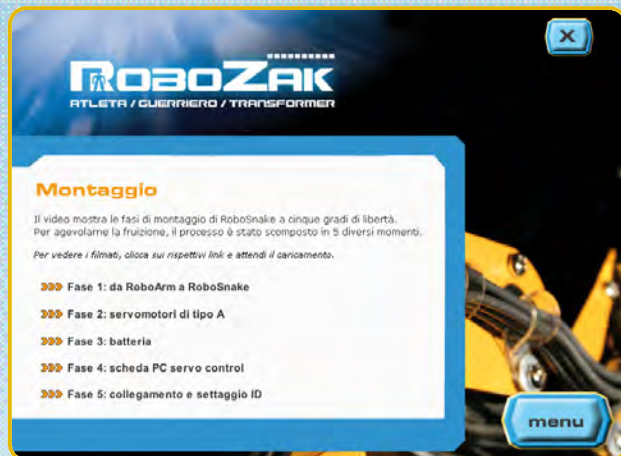 X
ROBOZAK
ATLETA / GUERRIERO / TRANSFORMER
Montaggio
Il video mostra le fasi di montaggio di RoboSnake a cinque gradi di libertà.
Per agevolarne la fruizione, il processo è stato scomposto in 5 diversi momenti.
Per vedere i filmati, clicca sui rispettivi link e attendi il caricamento.
>>> Fase 1: da RoboArm a RoboSnake
>>> Fase 2: servomotori di tipo A
>>> Fase 3: batteria
>>> Fase 4: scheda PC servo control
>>> Fase 5: collegamento e settaggio ID
menu